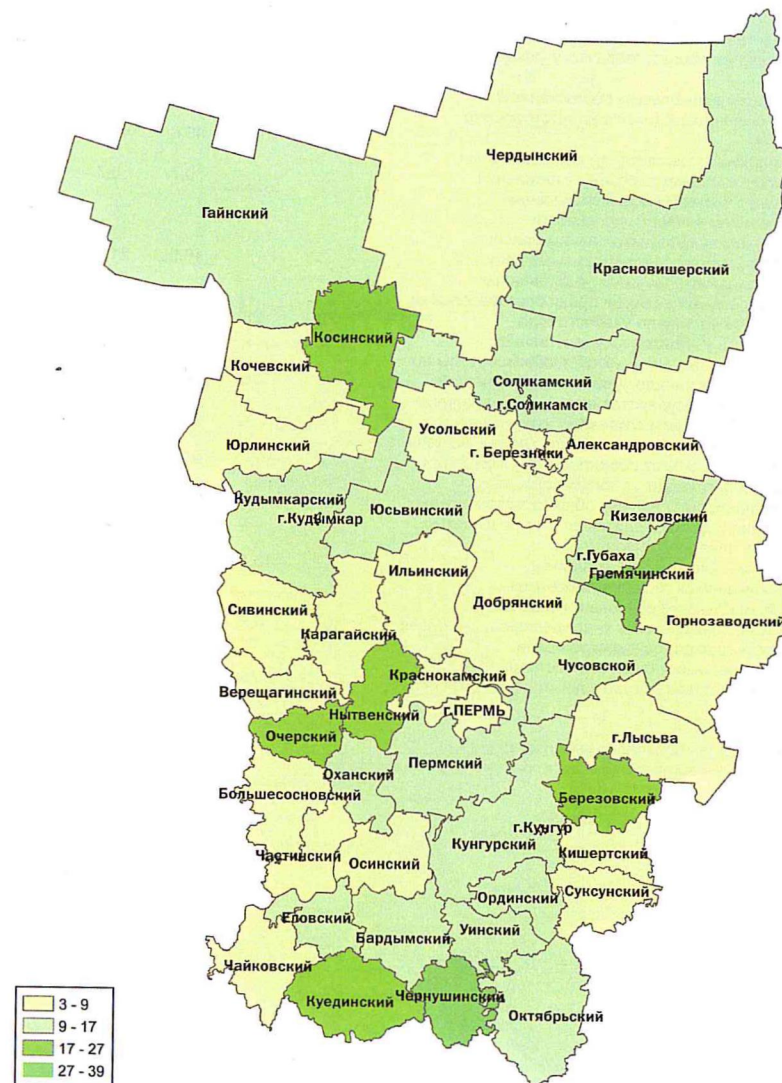 Чердынский
Гайнский
Красновишерский
Косинский
Кочевский
Соликамский
г.Соликамск
Усольский
Юрлинский
г. Березники
Александровский
Кудымкарский
г.Кудымкар
Юсьвинский
Кизеловский
г.Губаха
Ильинский
Гремячинский
Добрянский
Сивинский
Горнозаводский
Карагайский
Чусовской
Краснокамский
Верещагинский
Нытвенский
г.ПЕРМЬ
Очерский
г.Лысьва
Пермский
Оханский
Большесосновский
Березовский
г.Кунгур
Кунгурский
Кишертский
Частинский
Осинский
Суксунский
Ординский
Еловский
Уинский
Бардымский
Чайковский
Куединский
Чернушинский
Октябрьский
3 - 9
9 - 17
17 - 27
27 - 39